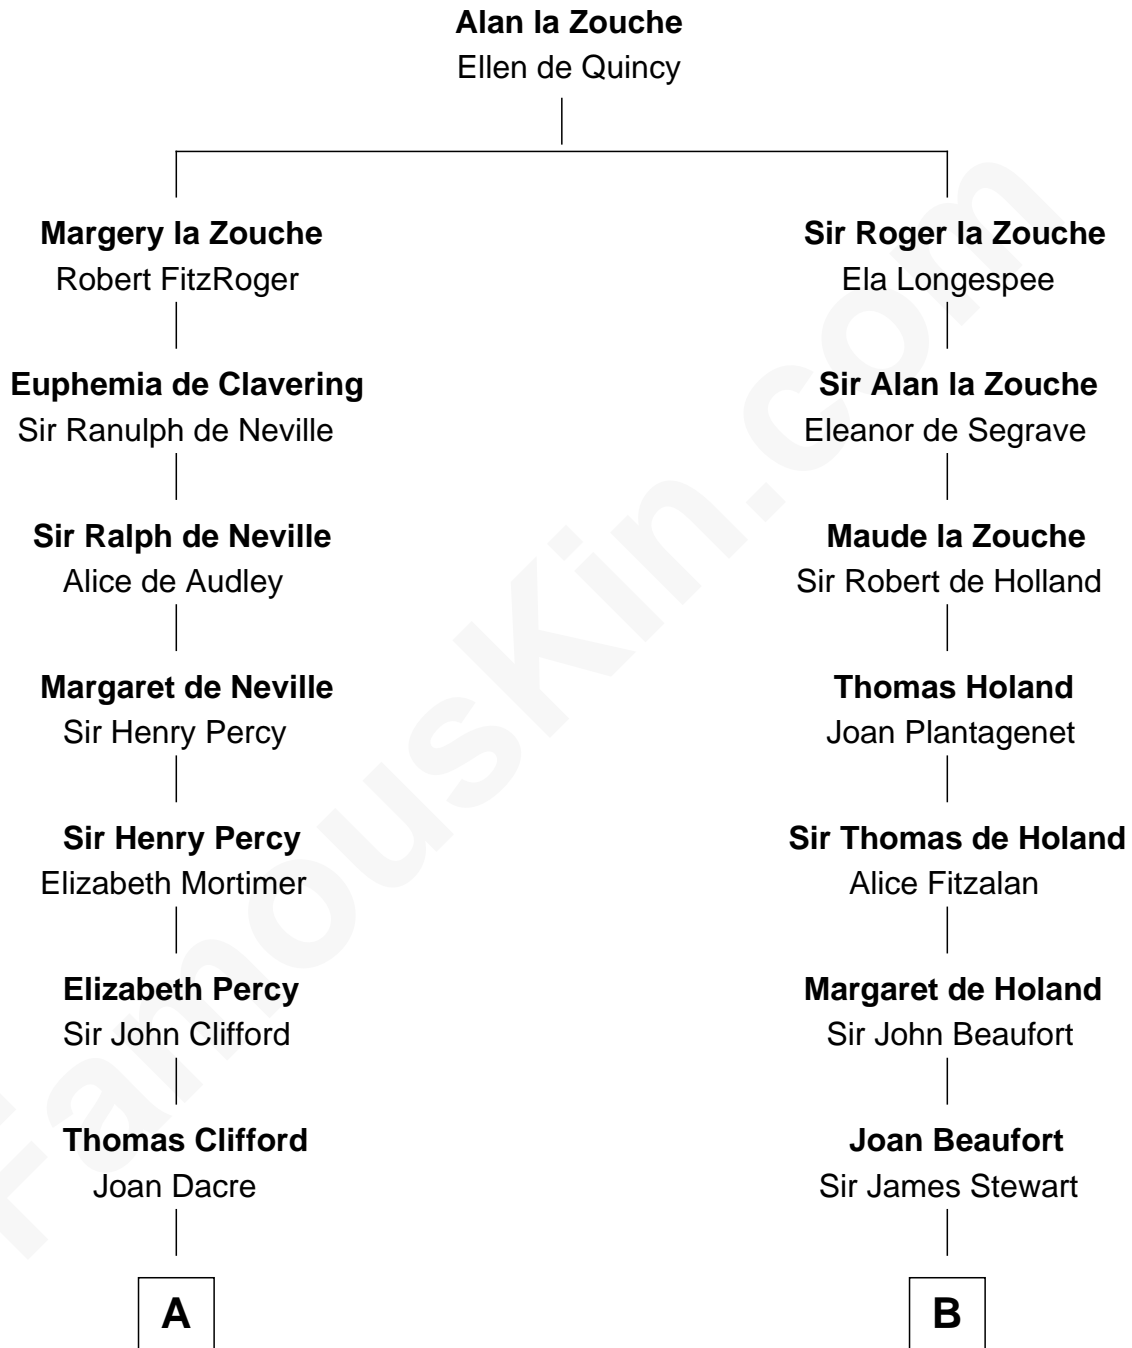 Alan la Zouche
Ellen de Quincy
Margery la Zouche
Robert FitzRoger
Sir Roger la Zouche
Ela Longespee
Euphemia de Clavering
Sir Ranulph de Neville
Sir Alan la Zouche
Eleanor de Segrave
Sir Ralph de Neville
Alice de Audley
Maude la Zouche
Sir Robert de Holland
Margaret de Neville
Sir Henry Percy
Thomas Holand
Joan Plantagenet
Sir Henry Percy
Elizabeth Mortimer
Sir Thomas de Holand
Alice Fitzalan
Elizabeth Percy
Sir John Clifford
Margaret de Holand
Sir John Beaufort
Thomas Clifford
Joan Dacre
Joan Beaufort
Sir James Stewart
A
B
FamousKin.com